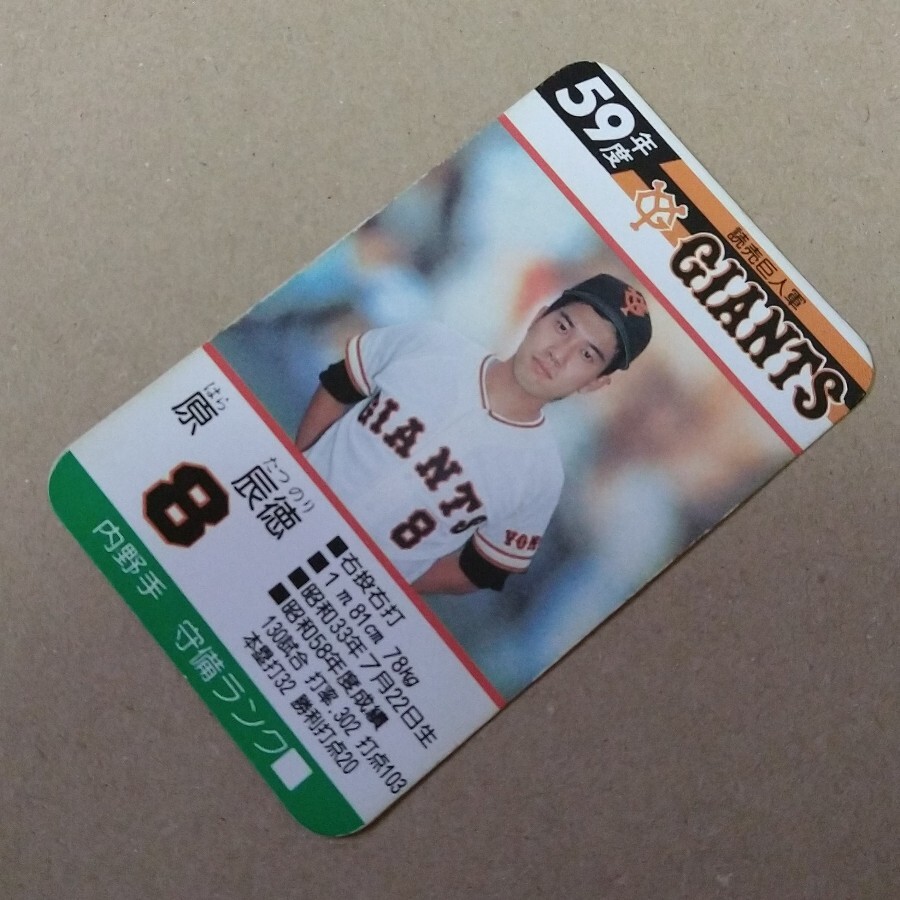 59年度
読売巨人軍
GIANTS
GIANTS
8
YOM
はら たつのり
原 辰徳
8
■右投右打
■1m81cm 78kg
■昭和33年7月22日生
■昭和58年度成績
130試合 打率.302 打点103
本塁打32 勝利打点20
内野手 守備ランク